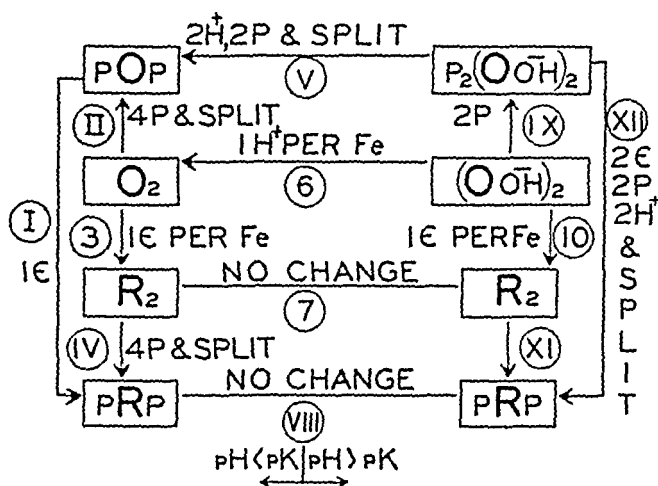 2H⁺, 2P & SPLIT
POP
V
P₂(OOH̄)₂
II
4P & SPLIT
2P
IX
XII
1H⁺ PER Fe
O₂
6
(OOH̄)₂
2Є
2P
2H⁺
&
S
P
L
I
T
I
1Є
3
1Є PER Fe
1Є PER Fe
10
R₂
NO CHANGE
7
R₂
IV
4P & SPLIT
XI
PRP
NO CHANGE
VIII
PRP
pH<pK|pH>pK